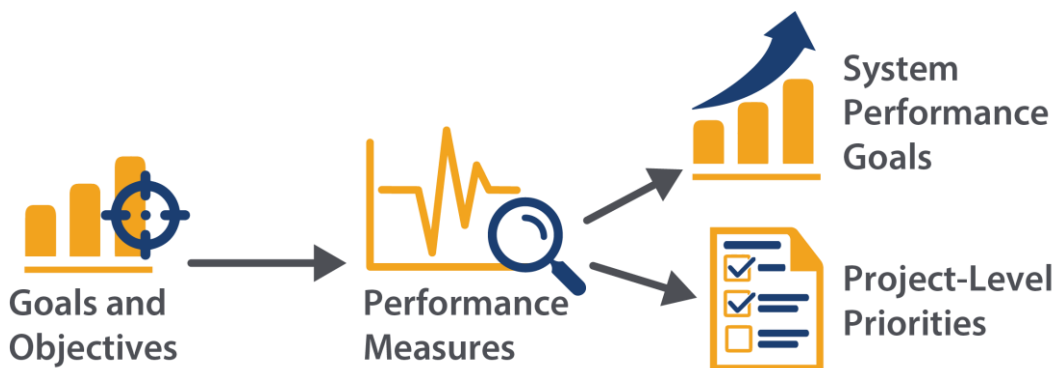 Goals and
Objectives
Performance
Measures
System
Performance
Goals
Project-Level
Priorities